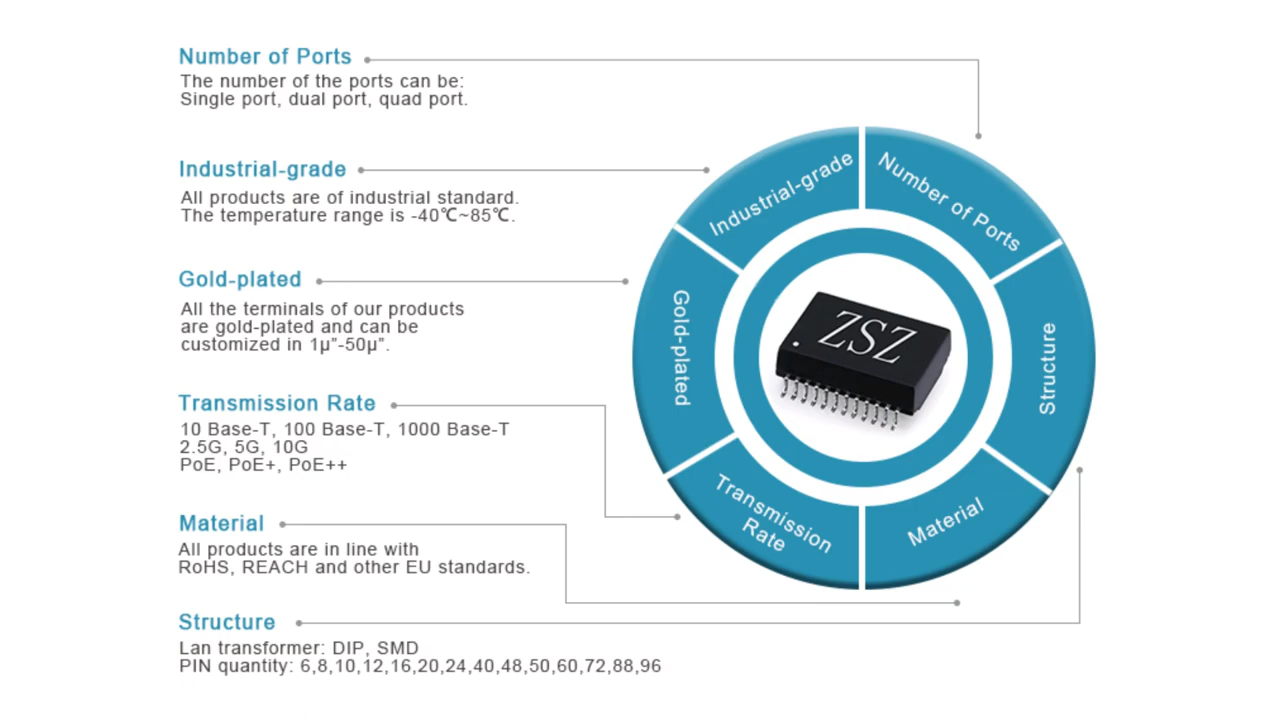 Number of Ports
The number of the ports can be:
Single port, dual port, quad port.
Industrial-grade
All products are of industrial standard.
The temperature range is -40℃~85℃.
Gold-plated
All the terminals of our products
are gold-plated and can be
customized in 1μ"-50μ".
Transmission Rate
10 Base-T, 100 Base-T, 1000 Base-T
2.5G, 5G, 10G
PoE, PoE+, PoE++
Material
All products are in line with
RoHS, REACH and other EU standards.
Structure
Lan transformer: DIP, SMD
PIN quantity: 6,8,10,12,16,20,24,40,48,50,60,72,88,96
Industrial-grade
Number of Ports
Gold-plated
Structure
Transmission
Rate
Material
ZSZ